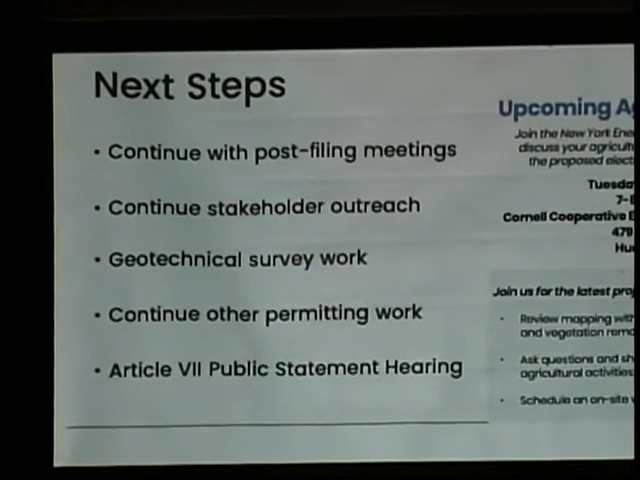 Next Steps
• Continue with post-filing meetings
• Continue stakeholder outreach
• Geotechnical survey work
• Continue other permitting work
• Article VII Public Statement Hearing
Upcoming
Join the New York
discuss your
the proposed
7-
Cornell Cooperative
479
Join us for the latest
• Review mapping
and vegetation
• Ask questions and
agricultural activities
• Schedule an on-site